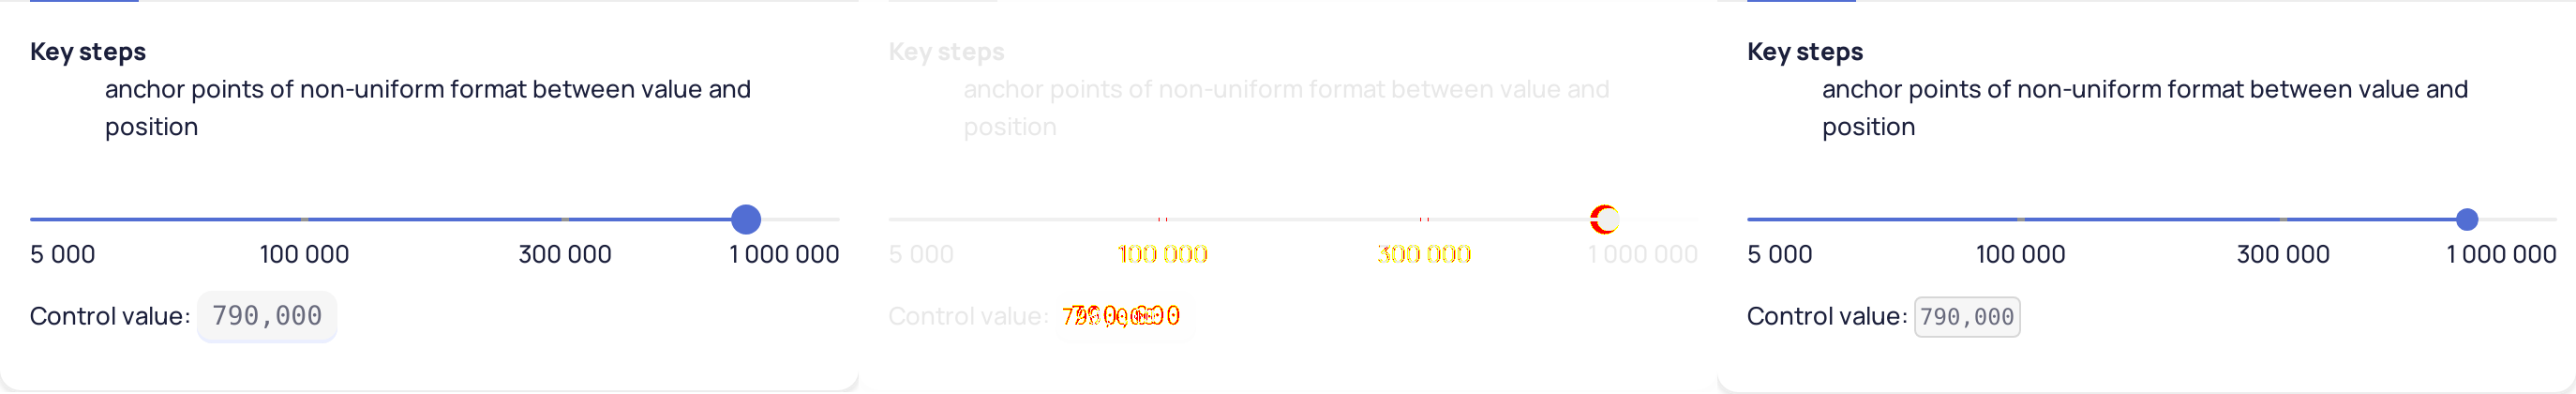 Key steps
anchor points of non-uniform format between value and
position
5 000 100 000 300 000 1 000 000
Control value: 790,000
Key steps
anchor points of non-uniform format between value and
position
5 000 100 000 300 000 1 000 000
Control value:
Key steps
anchor points of non-uniform format between value and
position
5 000 100 000 300 000 1 000 000
Control value: 790,000